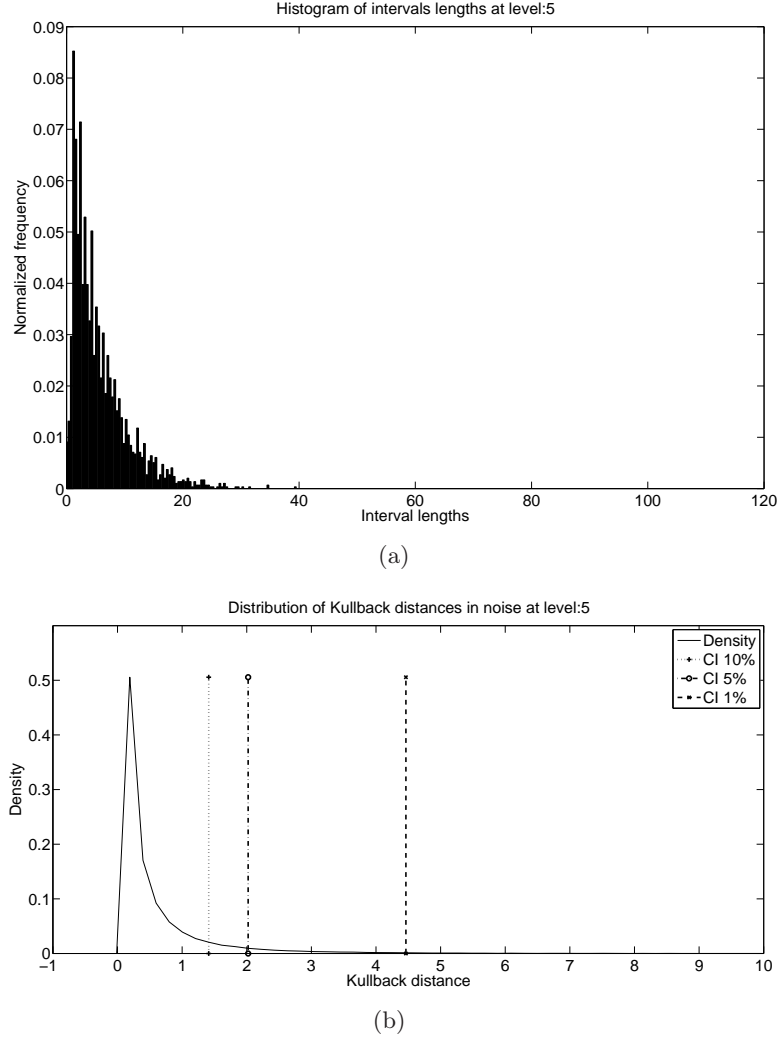 Histogram of intervals lengths at level:5
0.09
0.08
0.07
0.06
0.05
0.04
0.03
0.02
0.01
0
Normalized frequency
0 20 40 60 80 100 120
Interval lengths
(a)
Distribution of Kullback distances in noise at level:5
Density
CI 10%
CI 5%
CI 1%
0.5
0.4
0.3
0.2
0.1
0
Density
−1 0 1 2 3 4 5 6 7 8 9 10
Kullback distance
(b)